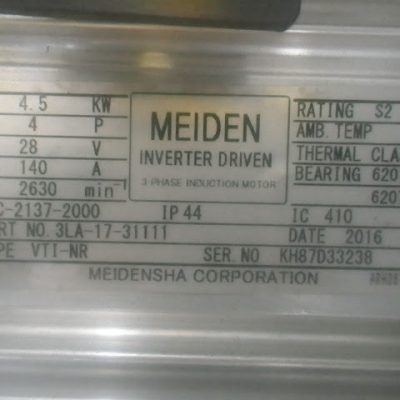 4.5 KW
4 P
28 V
140 A
2630 min⁻¹
MEIDEN
INVERTER DRIVEN
3-PHASE INDUCTION MOTOR
RATING S2
AMB. TEMP
THERMAL CLA
BEARING 620
620
C-2137-2000 IP 44 IC 410
RT NO. 3LA-17-31111 DATE 2016
PE VTI-NR SER. NO KH87D33238
MEIDENSHA CORPORATION